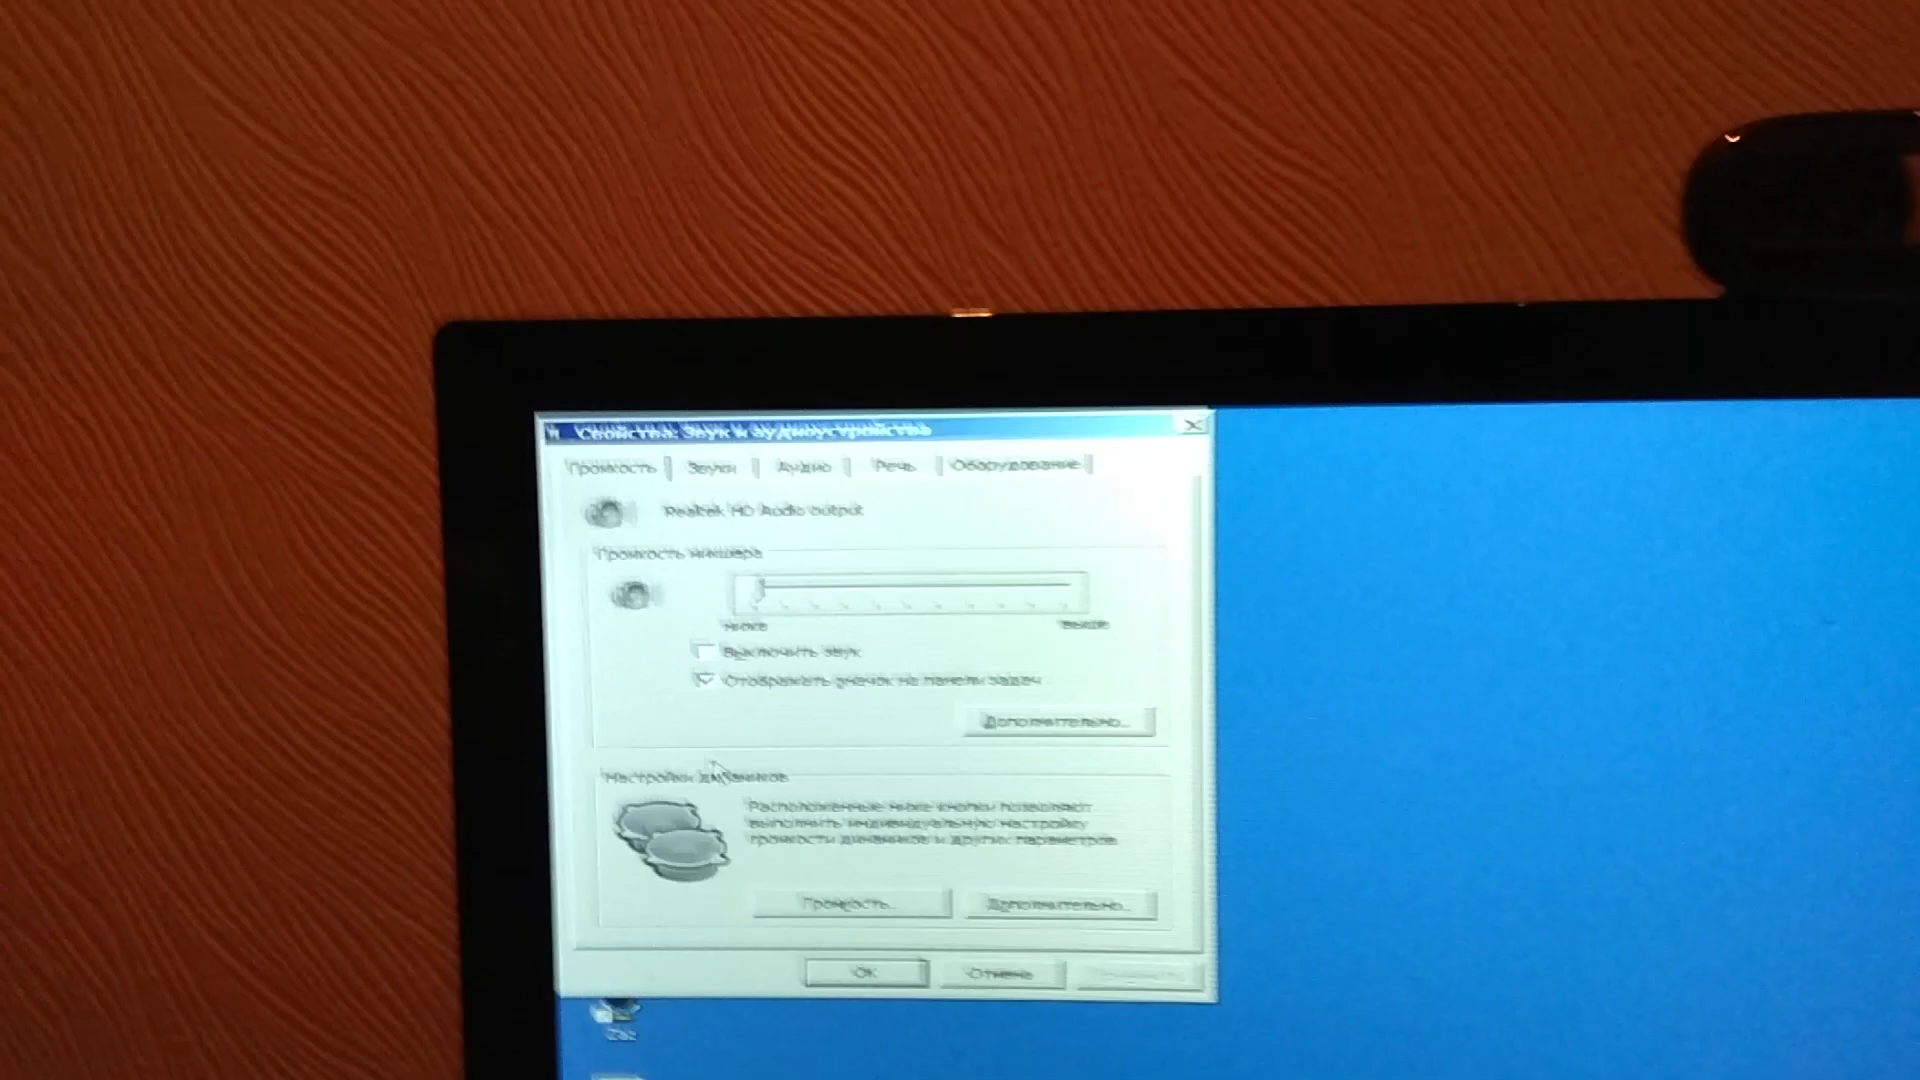 Свойства: Звук и аудиоустройства
Громкость Звуки Аудио Речь Оборудование
Realtek HD Audio output
Громкость микшера
Ниже Выше
Выключить звук
Отображать значок на панели задач
Дополнительно...
Настройки динамиков
Расположенные ниже кнопки позволяют
выполнить индивидуальную настройку
громкости динамиков и других параметров
Громкость... Дополнительно...
OK Отмена